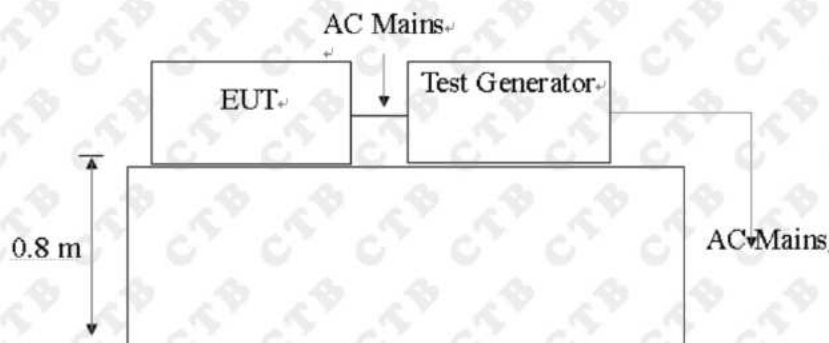 AC Mains
EUT
Test Generator
0.8 m
AC Mains